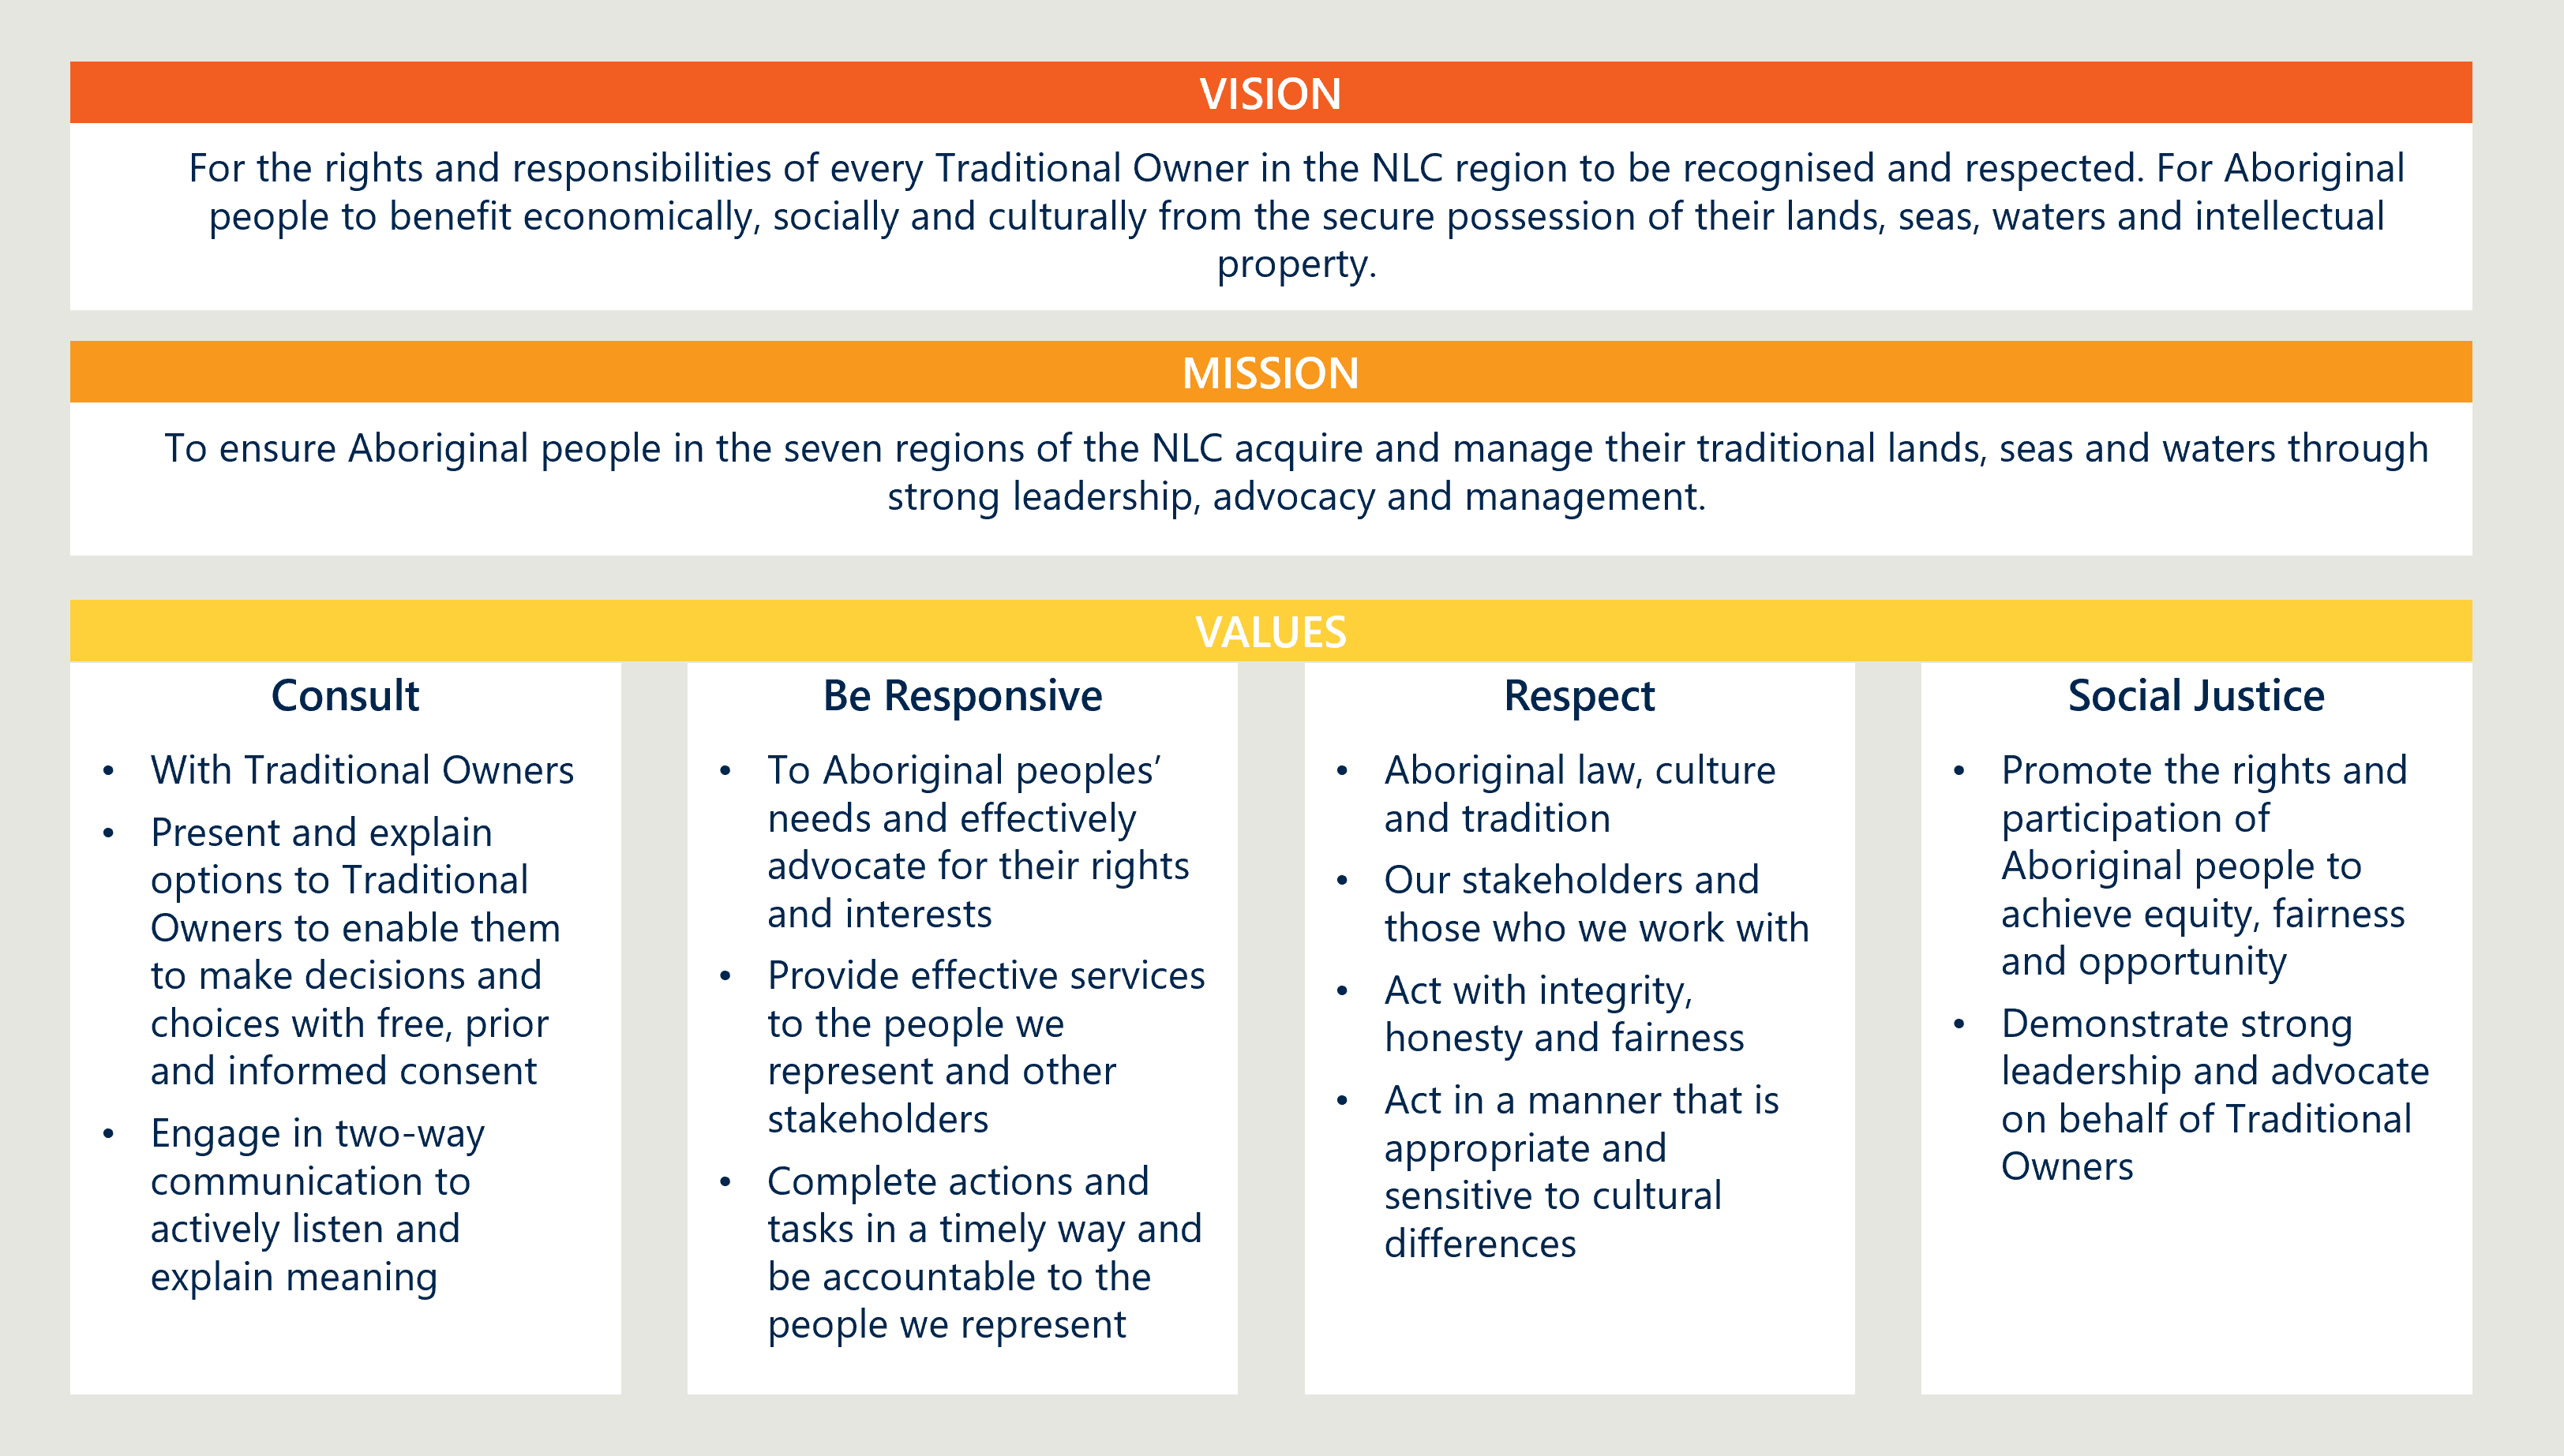 VISION
For the rights and responsibilities of every Traditional Owner in the NLC region to be recognised and respected. For Aboriginal
people to benefit economically, socially and culturally from the secure possession of their lands, seas, waters and intellectual
property.
MISSION
To ensure Aboriginal people in the seven regions of the NLC acquire and manage their traditional lands, seas and waters through
strong leadership, advocacy and management.
VALUES
Consult
• With Traditional Owners
• Present and explain
options to Traditional
Owners to enable them
to make decisions and
choices with free, prior
and informed consent
• Engage in two-way
communication to
actively listen and
explain meaning
Be Responsive
• To Aboriginal peoples’
needs and effectively
advocate for their rights
and interests
• Provide effective services
to the people we
represent and other
stakeholders
• Complete actions and
tasks in a timely way and
be accountable to the
people we represent
Respect
• Aboriginal law, culture
and tradition
• Our stakeholders and
those who we work with
• Act with integrity,
honesty and fairness
• Act in a manner that is
appropriate and
sensitive to cultural
differences
Social Justice
• Promote the rights and
participation of
Aboriginal people to
achieve equity, fairness
and opportunity
• Demonstrate strong
leadership and advocate
on behalf of Traditional
Owners